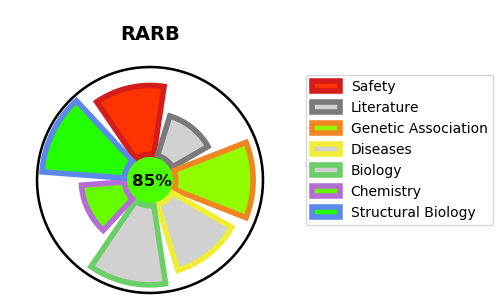 RARB
85%
Safety
Literature
Genetic Association
Diseases
Biology
Chemistry
Structural Biology